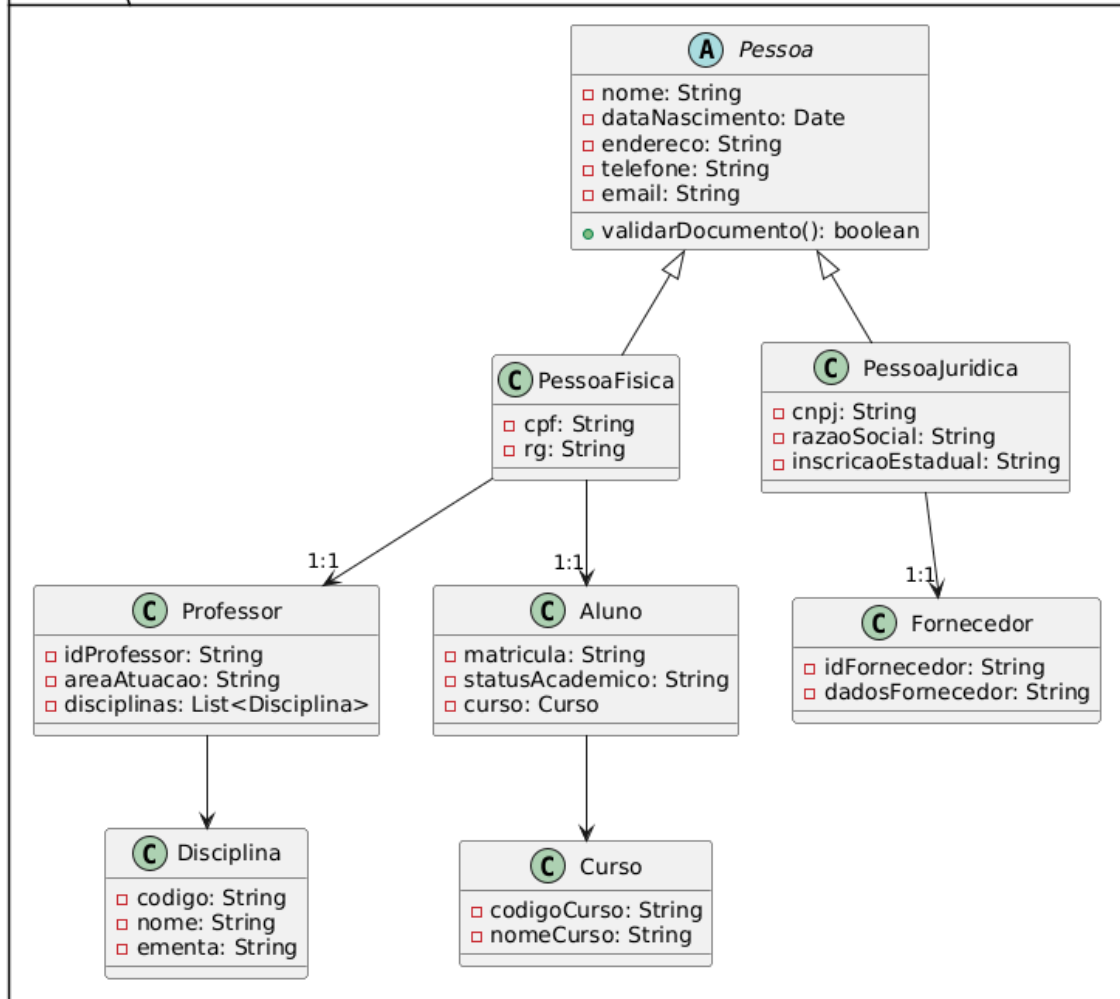 A Pessoa
nome: String
dataNascimento: Date
endereco: String
telefone: String
email: String
validarDocumento(): boolean
C PessoaFisica
cpf: String
rg: String
C PessoaJuridica
cnpj: String
razaoSocial: String
inscricaoEstadual: String
1:1
1:1
1:1
C Professor
idProfessor: String
areaAtuacao: String
disciplinas: List<Disciplina>
C Aluno
matricula: String
statusAcademico: String
curso: Curso
C Fornecedor
idFornecedor: String
dadosFornecedor: String
C Disciplina
codigo: String
nome: String
ementa: String
C Curso
codigoCurso: String
nomeCurso: String